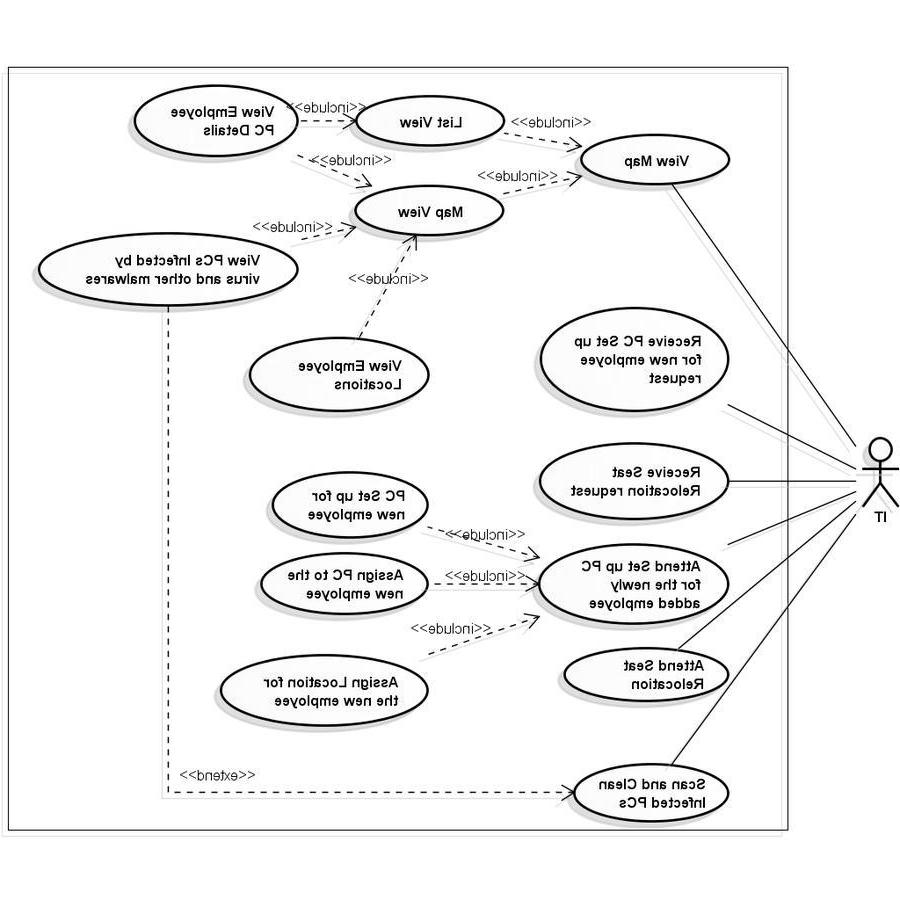 View Employee
PC Details
<<include>>
List View
<<include>>
View Map
<<include>>
<<include>>
Map View
<<include>>
View PCs Infected by
virus and other malwares
<<include>>
View Employee
Locations
Receive PC Set up
for new employee
request
Receive Seat
Relocation request
IT
PC Set up for
new employee
<<include>>
Attend Set up PC
for the newly
added employee
Assign PC to the
new employee
<<include>>
<<include>>
Assign Location for
the new employee
Attend Seat
Relocation
<<extend>>
Scan and Clean
Infected PCs